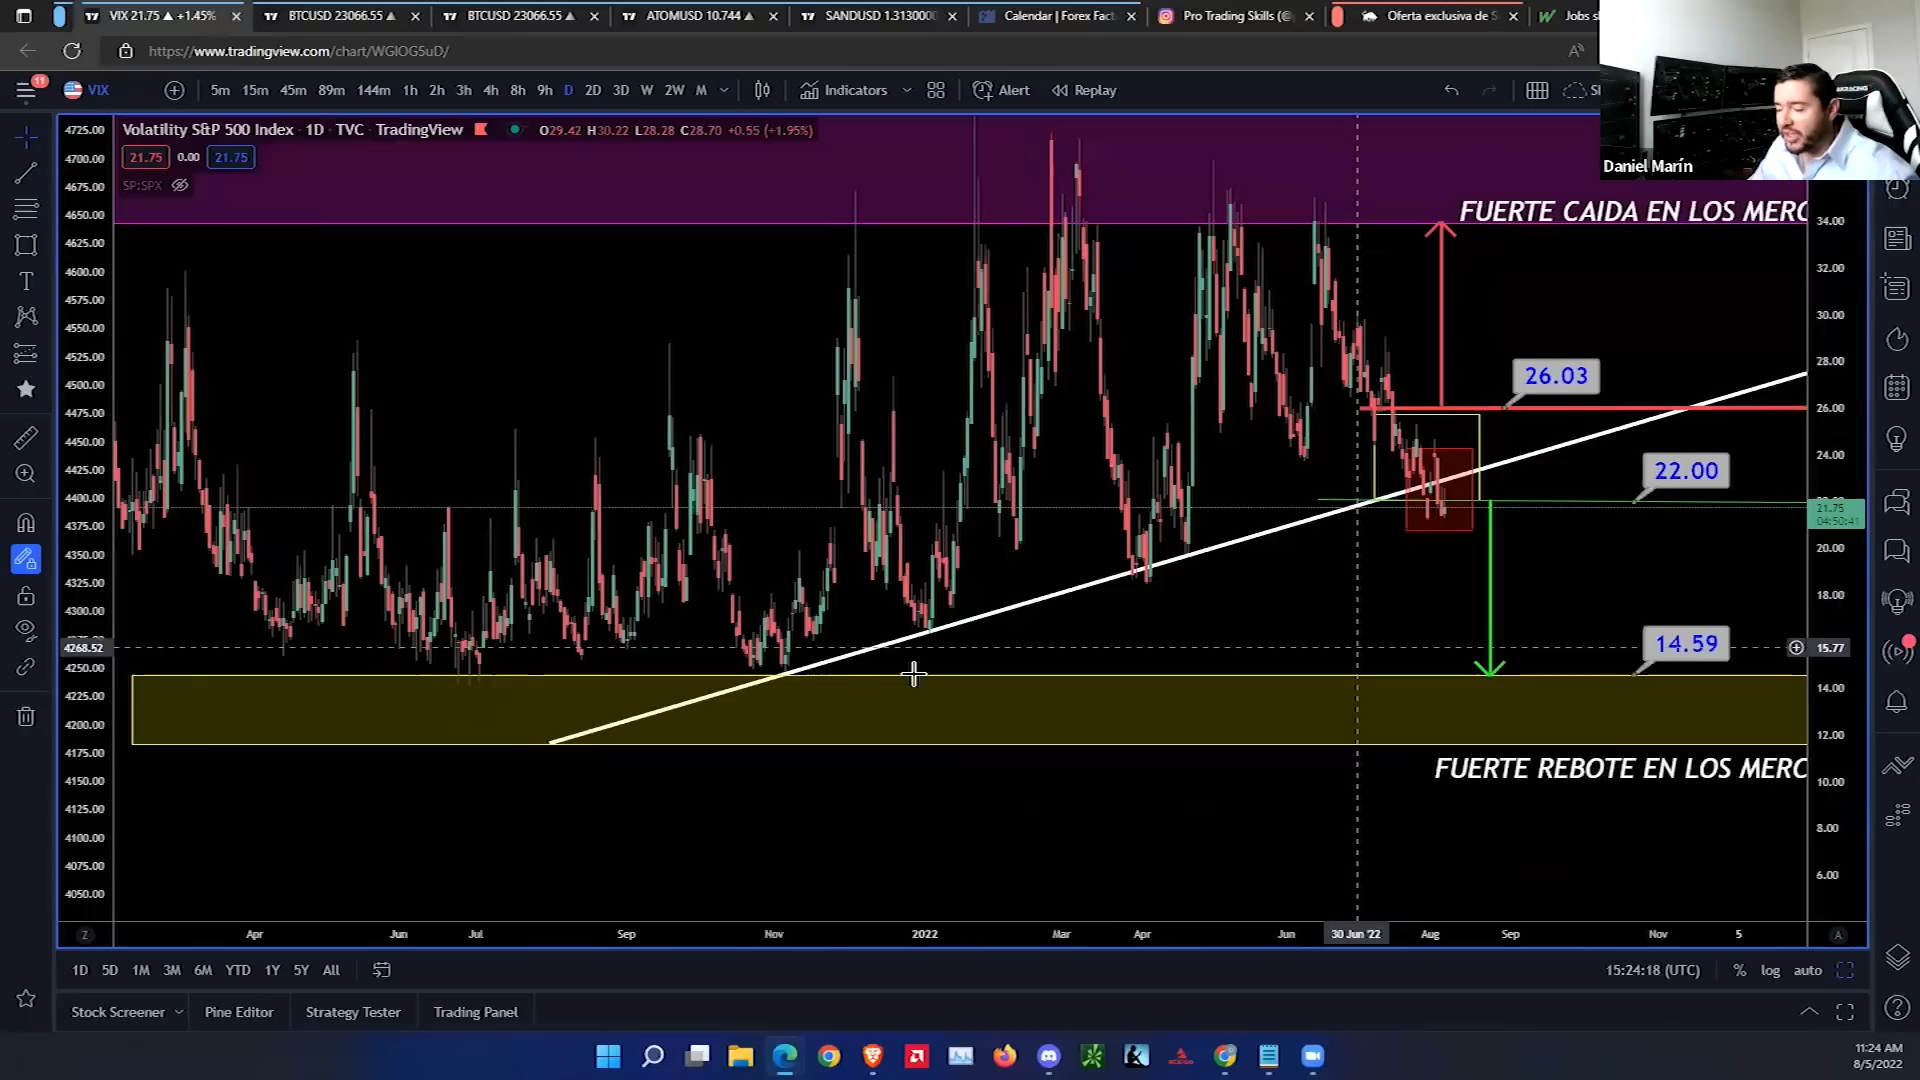 VIX 21.75 ▲ +1.45%
BTCUSD 23066.55 ▲
BTCUSD 23066.55 ▲
ATOMUSD 10.744 ▲
SANDUSD 1.3130000
Calendar | Forex Fact
Pro Trading Skills (@
Oferta exclusiva de S
Jobs s
https://www.tradingview.com/chart/WGIOG5uD/
11
VIX
5m 15m 45m 89m 144m 1h 2h 3h 4h 8h 9h D 2D 3D W 2W M
Indicators
Alert
Replay
Daniel Marín
Volatility S&P 500 Index · 1D · TVC · TradingView
O29.42 H30.22 L28.28 C28.70 +0.55 (+1.95%)
21.75 0.00 21.75
SP:SPX
4725.00
4700.00
4675.00
4650.00
4625.00
4600.00
4575.00
4550.00
4525.00
4500.00
4475.00
4450.00
4425.00
4400.00
4375.00
4350.00
4325.00
4300.00
4268.52
4250.00
4225.00
4200.00
4175.00
4150.00
4125.00
4100.00
4075.00
4050.00
FUERTE CAIDA EN LOS MERC
26.03
22.00
14.59
FUERTE REBOTE EN LOS MERC
34.00
32.00
30.00
28.00
26.00
24.00
21.75
04:50:41
20.00
18.00
15.77
14.00
12.00
10.00
8.00
6.00
Z
Apr Jun Jul Sep Nov 2022 Mar Apr Jun 30 Jun '22 Aug Sep Nov 5
A
1D 5D 1M 3M 6M YTD 1Y 5Y All
15:24:18 (UTC) % log auto
Stock Screener
Pine Editor
Strategy Tester
Trading Panel
11:24 AM
8/5/2022